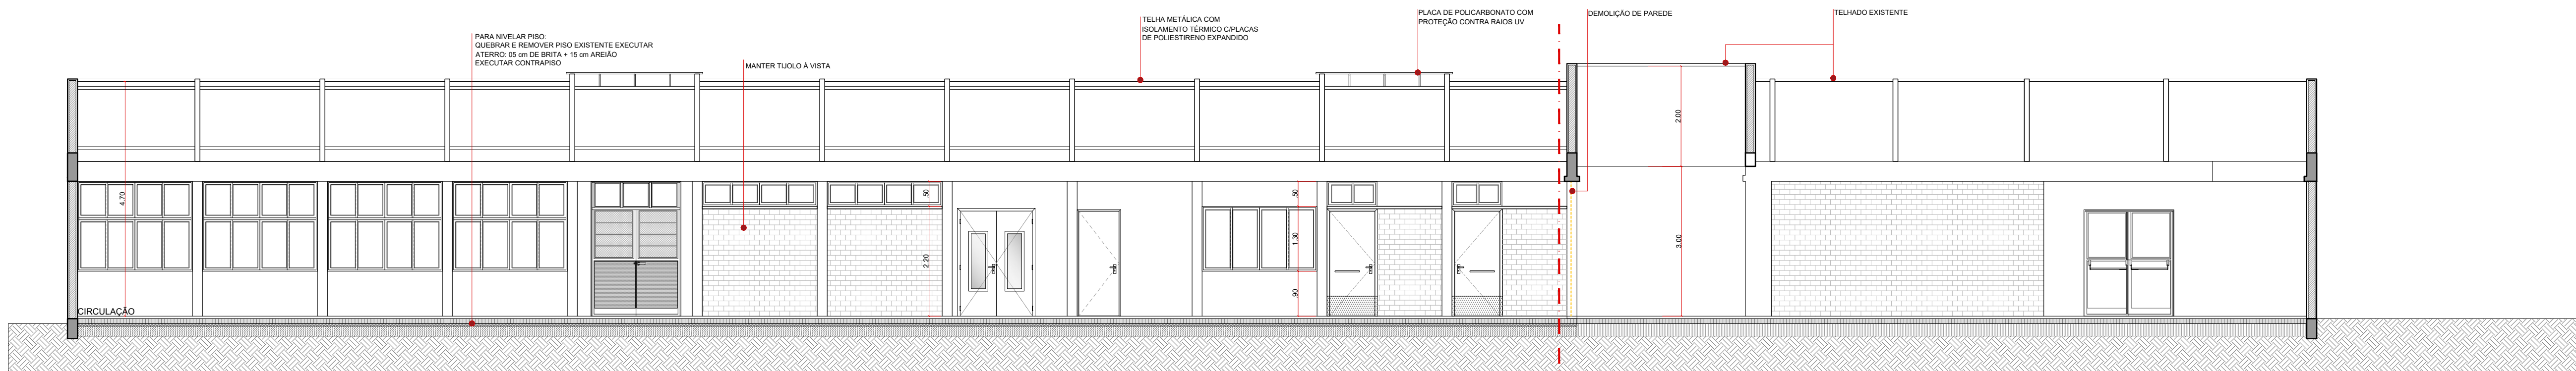 PARA NIVELAR PISO:
QUEBRAR E REMOVER PISO EXISTENTE EXECUTAR
ATERRO: 05 cm DE BRITA + 15 cm AREIÃO
EXECUTAR CONTRAPISO
MANTER TIJOLO À VISTA
TELHA METÁLICA COM
ISOLAMENTO TÉRMICO C/PLACAS
DE POLIESTIRENO EXPANDIDO
PLACA DE POLICARBONATO COM
PROTEÇÃO CONTRA RAIOS UV
DEMOLIÇÃO DE PAREDE
TELHADO EXISTENTE
4.70
.50
2.20
.50
1.30
.90
2.00
3.00
CIRCULAÇÃO